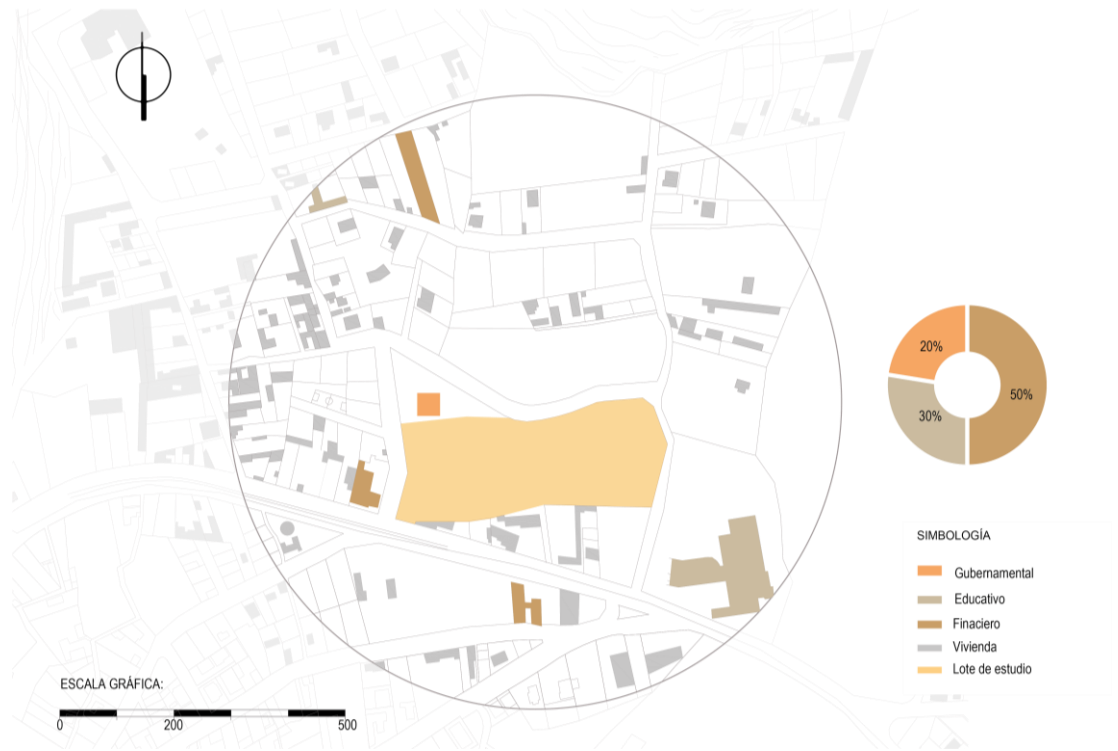 20%
50%
30%
SIMBOLOGÍA
Gubernamental
Educativo
Finaciero
Vivienda
Lote de estudio
ESCALA GRÁFICA:
0 200 500